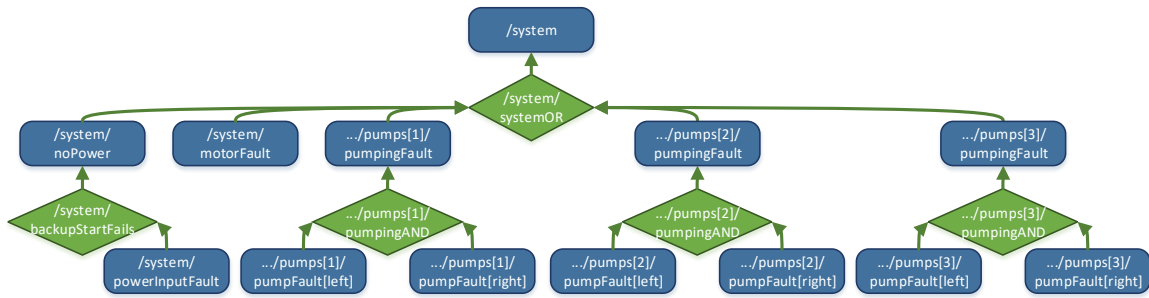 /system
/system/
systemOR
/system/
noPower
/system/
motorFault
.../pumps[1]/
pumpingFault
.../pumps[2]/
pumpingFault
.../pumps[3]/
pumpingFault
/system/
backupStartFails
.../pumps[1]/
pumpingAND
.../pumps[2]/
pumpingAND
.../pumps[3]/
pumpingAND
/system/
powerInputFault
.../pumps[1]/
pumpFault[left]
.../pumps[1]/
pumpFault[right]
.../pumps[2]/
pumpFault[left]
.../pumps[2]/
pumpFault[right]
.../pumps[3]/
pumpFault[left]
.../pumps[3]/
pumpFault[right]